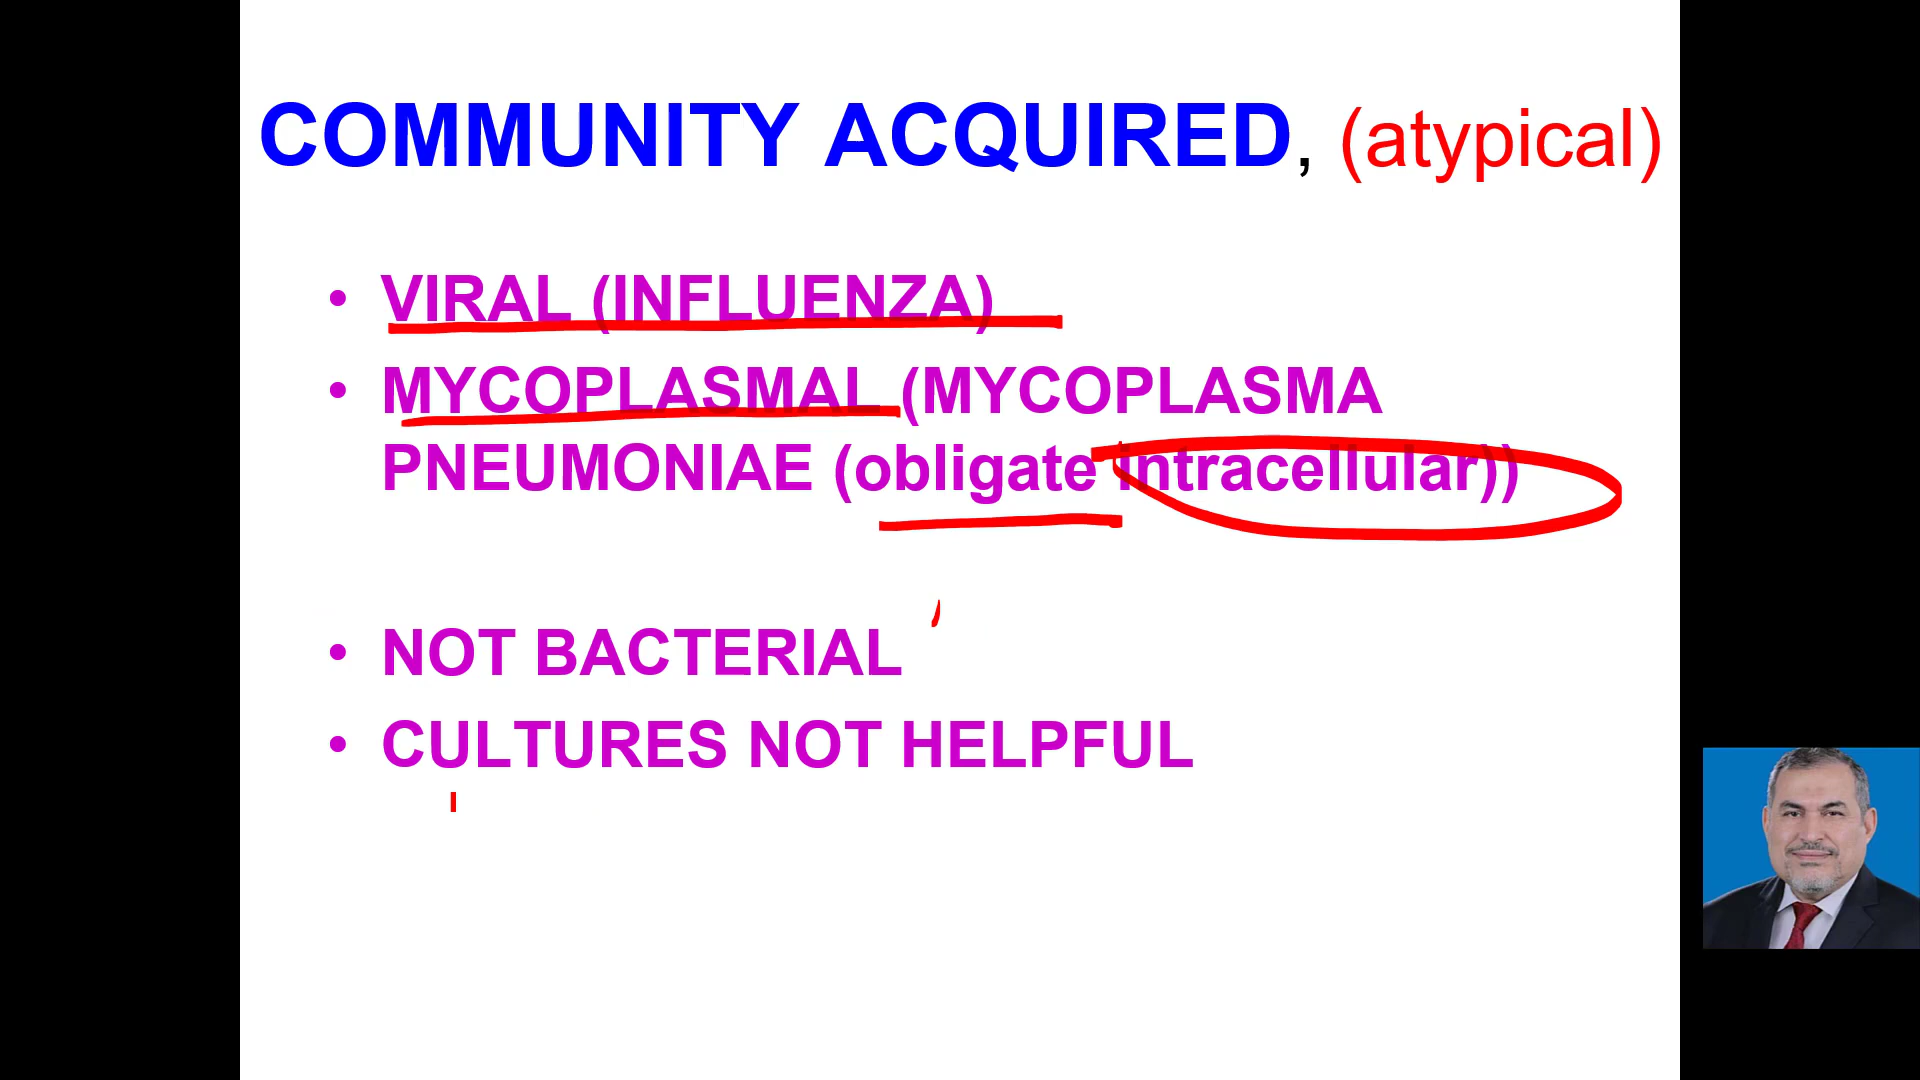 COMMUNITY ACQUIRED, (atypical)
• VIRAL (INFLUENZA)
• MYCOPLASMAL (MYCOPLASMA
PNEUMONIAE (obligate intracellular))
• NOT BACTERIAL
• CULTURES NOT HELPFUL